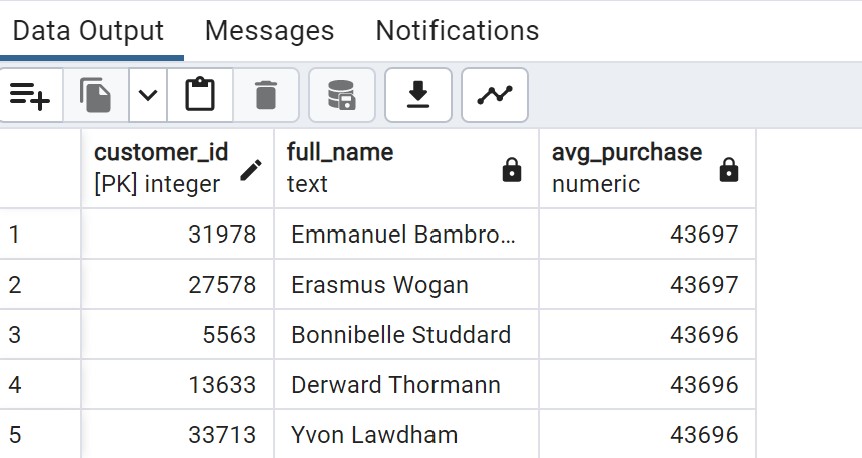 Data Output Messages Notifications
customer_id full_name avg_purchase
[PK] integer text numeric
1 31978 Emmanuel Bambro... 43697
2 27578 Erasmus Wogan 43697
3 5563 Bonnibelle Studdard 43696
4 13633 Derward Thormann 43696
5 33713 Yvon Lawdham 43696